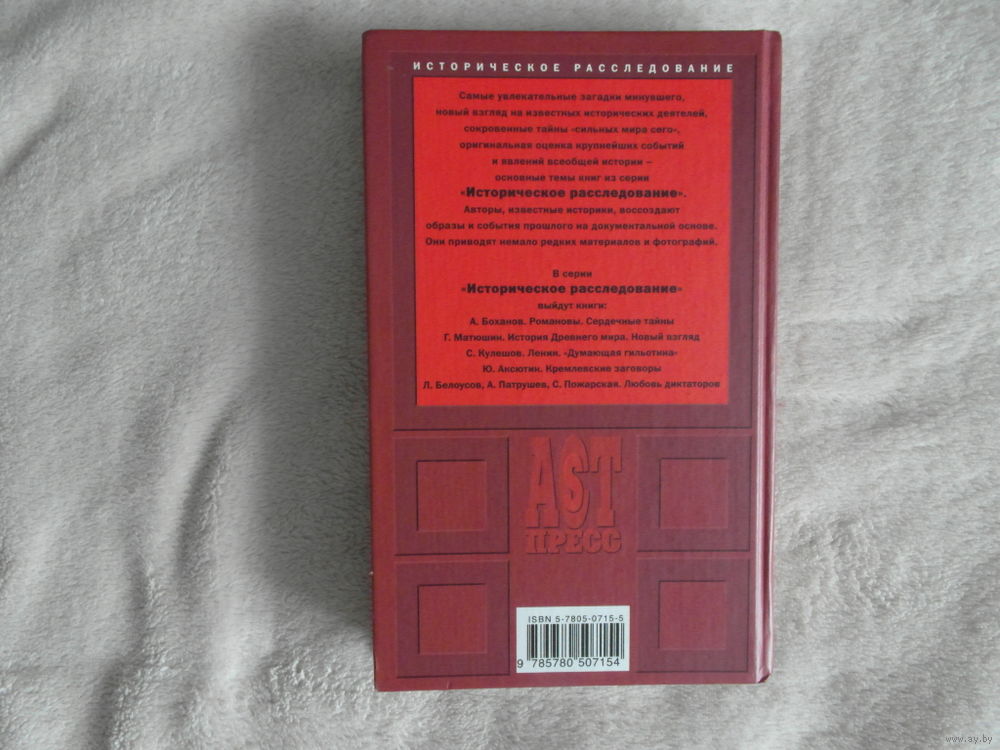 ИСТОРИЧЕСКОЕ РАССЛЕДОВАНИЕ
Самые увлекательные загадки минувшего,
новый взгляд на известных исторических деятелей,
сокровенные тайны «сильных мира сего»,
оригинальная оценка крупнейших событий
и явлений всеобщей истории –
основные темы книг из серии
«Историческое расследование».
Авторы, известные историки, воссоздают
образы и события прошлого на документальной основе.
Они приводят немало редких материалов и фотографий.
В серии
«Историческое расследование»
выйдут книги:
А. Боханов. Романовы. Сердечные тайны
Г. Матюшин. История Древнего мира. Новый взгляд
С. Кулешов. Ленин. «Думающая гильотина»
Ю. Аксютин. Кремлевские заговоры
Л. Белоусов, А. Патрушев, С. Пожарская. Любовь диктаторов
АСТ
ПРЕСС
ISBN 5-7805-0715-5
9 785780 507154
www.ay.by